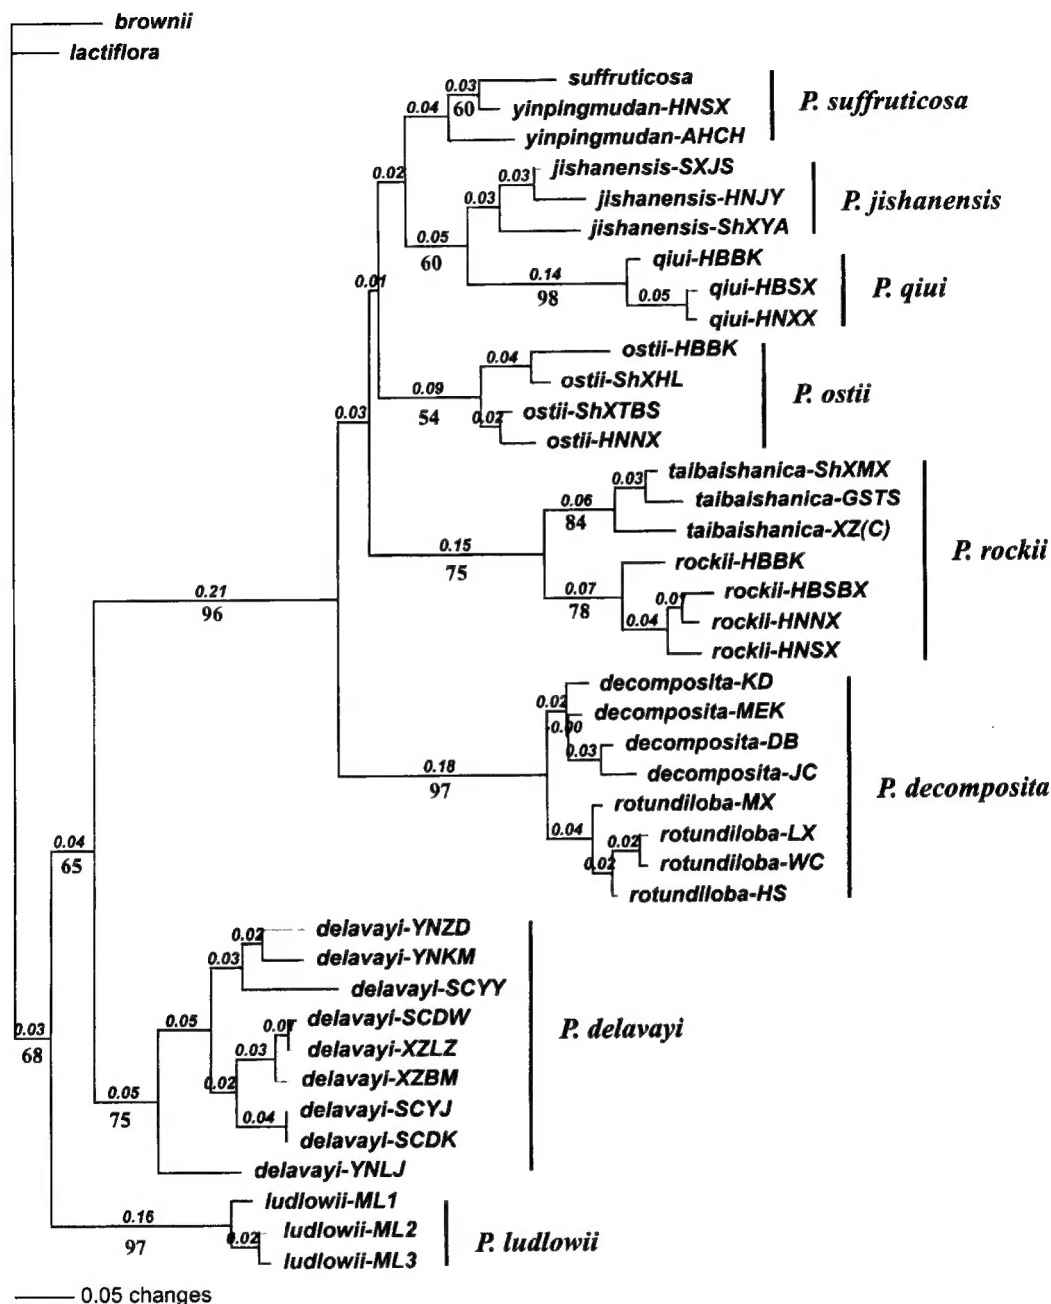 brownii
lactiflora
0.03 suffruticosa
0.04 60 yinpingmudan-HNSX P. suffruticosa
yinpingmudan-AHCH
0.02 0.03 jishanensis-SXJS
0.03 jishanensis-HNJY P. jishanensis
0.05 jishanensis-ShXYA
60 0.14 qiui-HBBK
0.01 98 0.05 qiui-HBSX P. qiui
qiui-HNXX
0.04 ostii-HBBK
0.09 ostii-ShXHL P. ostii
54 0.02 ostii-ShXTBS
0.03 ostii-HNNX
0.03 taibaishanica-ShXMX
0.06 taibaishanica-GSTS
84 taibaishanica-XZ(C)
0.15 P. rockii
75 rockii-HBBK
0.07 0.01 rockii-HBSBX
0.21 78 0.04 rockii-HNNX
96 rockii-HNSX
0.02 decomposita-KD
-0.00 decomposita-MEK
0.03 decomposita-DB
0.18 decomposita-JC P. decomposita
97 rotundiloba-MX
0.04 0.02 rotundiloba-LX
0.04 0.02 rotundiloba-WC
65 rotundiloba-HS
0.02 delavayi-YNZD
0.03 delavayi-YNKM
delavayi-SCYY
0.05 delavayi-SCDW P. delavayi
0.03 0.03 delavayi-XZLZ
68 0.02 delavayi-XZBM
0.05 0.04 delavayi-SCYJ
75 delavayi-SCDK
delavayi-YNLJ
0.16 ludlowii-ML1
97 0.02 ludlowii-ML2 P. ludlowii
ludlowii-ML3
0.05 changes